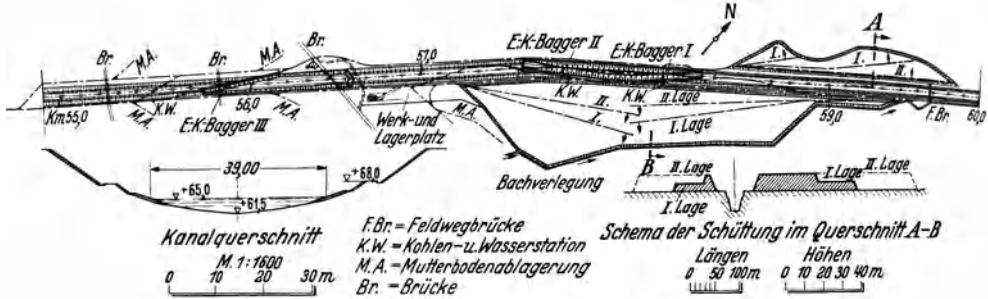 Br.
M.A.
Br.
M.A.
Br.
57,0
E.K-Bagger II
E.K-Bagger I
N
A
I.
I.
II.
Km 55,0
K.W.
M.A.
56,0
M.A.
E.K-Bagger III
Werk- und
Lagerplatz
M.A.
K.W.
K.W.
II.
II. Lage
I.
I. Lage
59,0
F.Br.
60,0
B
Bachverlegung
39,00
+65,0
+61,5
+68,0
Kanalquerschnitt
M. 1:1600
0 10 20 30 m
F.Br. = Feldwegbrücke
K.W. = Kohlen- u. Wasserstation
M.A. = Mutterbodenablagerung
Br. = Brücke
II. Lage
I. Lage
I. Lage
II. Lage
Schema der Schüttung im Querschnitt A-B
Längen
0 50 100 m
Höhen
0 10 20 30 40 m